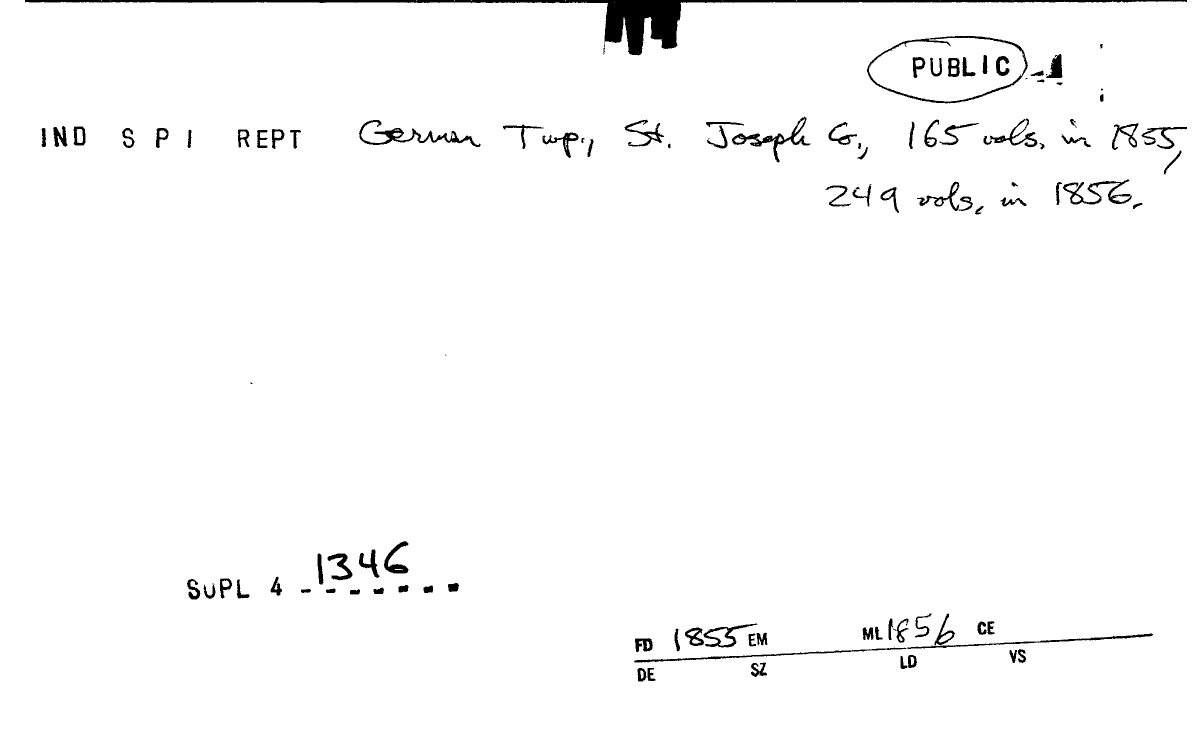 PUBLIC
IND S P I REPT German Twp., St. Joseph Co., 165 vols. in 1855,
249 vols. in 1856.
SUPL 4 1346
FD 1855 EM ML 1856 CE
DE SZ LD VS